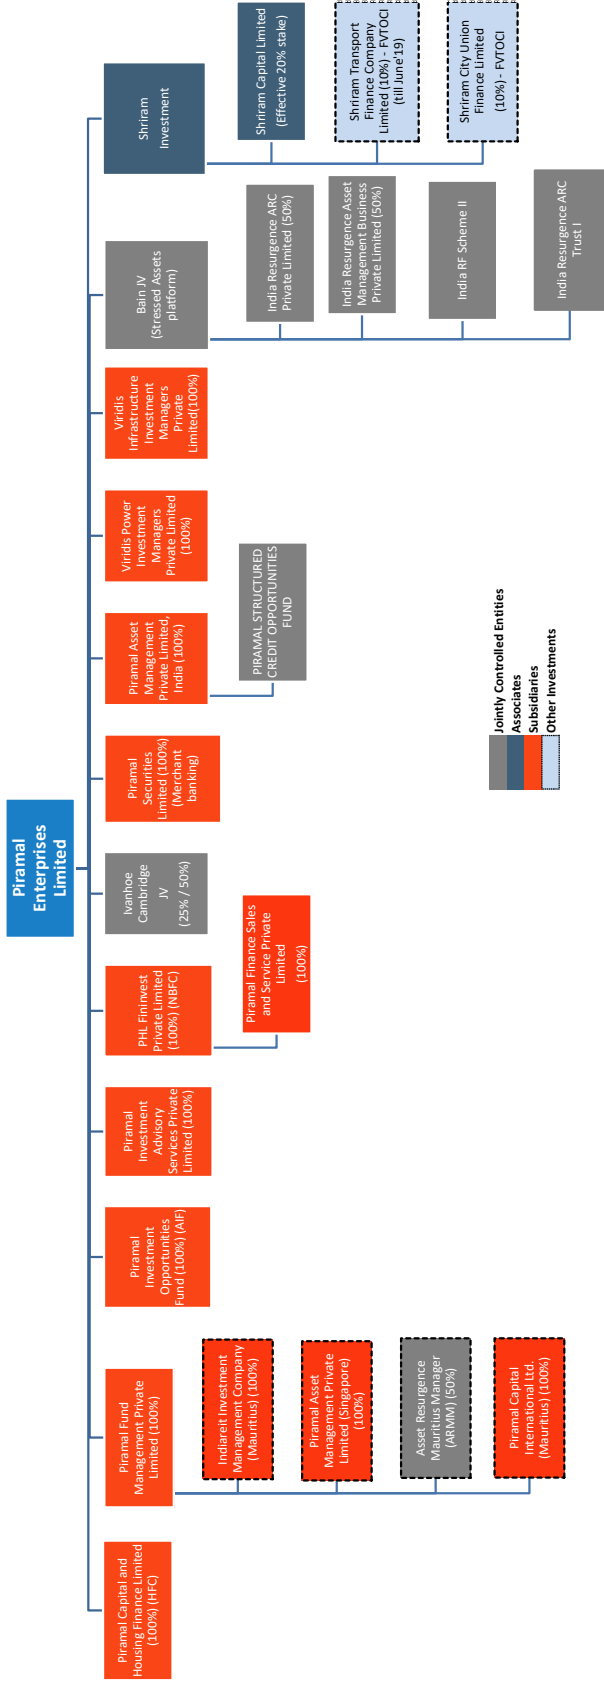 Piramal
Enterprises
Limited
Piramal Capital and
Housing Finance Limited
(100%) (HFC)
Piramal Fund
Management Private
Limited (100%)
Indiareit Investment
Management Company
(Mauritius) (100%)
Piramal Asset
Management Private
Limited (Singapore)
(100%)
Asset Resurgence
Mauritius Manager
(ARMM) (50%)
Piramal Capital
International Ltd.
(Mauritius) (100%)
Piramal
Investment
Opportunities
Fund (100%) (AIF)
Piramal
Investment
Advisory
Services Private
Limited (100%)
PHL Fininvest
Private Limited
(100%) (NBFC)
Piramal Finance Sales
and Service Private
Limited
(100%)
Ivanhoe
Cambridge
JV
(25% / 50%)
Piramal
Securities
Limited (100%)
(Merchant
banking)
Piramal Asset
Management
Private Limited,
India (100%)
PIRAMAL STRUCTURED
CREDIT OPPORTUNITIES
FUND
Viridis Power
Investment
Managers
Private Limited
(100%)
Viridis
Infrastructure
Investment
Managers
Private
Limited(100%)
Bain JV
(Stressed Assets
platform)
India Resurgence ARC
Private Limited (50%)
India Resurgence Asset
Management Business
Private Limited (50%)
India RF Scheme II
India Resurgence ARC
Trust I
Shriram
Investment
Shriram Capital Limited
(Effective 20% stake)
Shriram Transport
Finance Company
Limited (10%) - FVTOCI
(till June'19)
Shriram City Union
Finance Limited
(10%) - FVTOCI
Jointly Controlled Entities
Associates
Subsidiaries
Other Investments